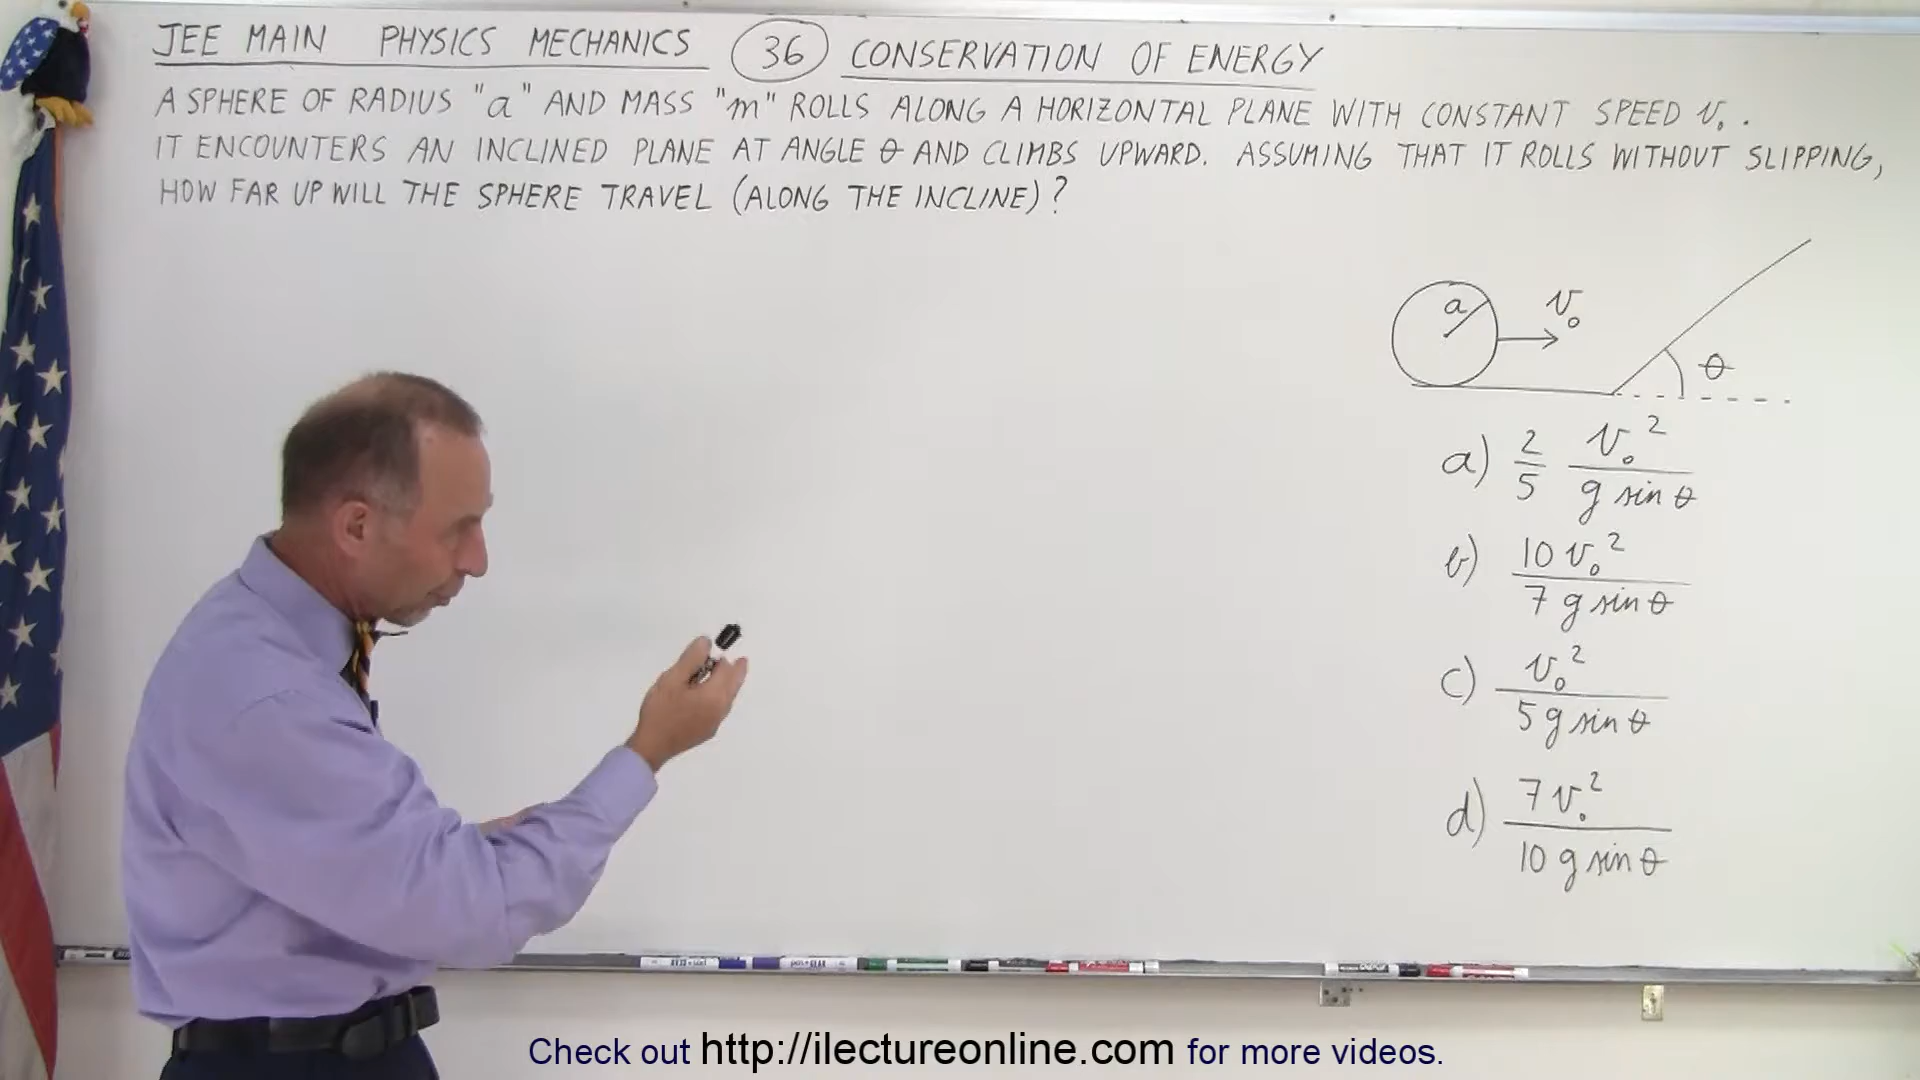 JEE MAIN PHYSICS MECHANICS 36 CONSERVATION OF ENERGY
A SPHERE OF RADIUS "a" AND MASS "m" ROLLS ALONG A HORIZONTAL PLANE WITH CONSTANT SPEED v₀.
IT ENCOUNTERS AN INCLINED PLANE AT ANGLE θ AND CLIMBS UPWARD. ASSUMING THAT IT ROLLS WITHOUT SLIPPING,
HOW FAR UP WILL THE SPHERE TRAVEL (ALONG THE INCLINE)?
a v₀ θ
a) 2/5 v₀²/(g sin θ)
b) 10 v₀²/(7 g sin θ)
c) v₀²/(5 g sin θ)
d) 7 v₀²/(10 g sin θ)
Check out http://ilectureonline.com for more videos.